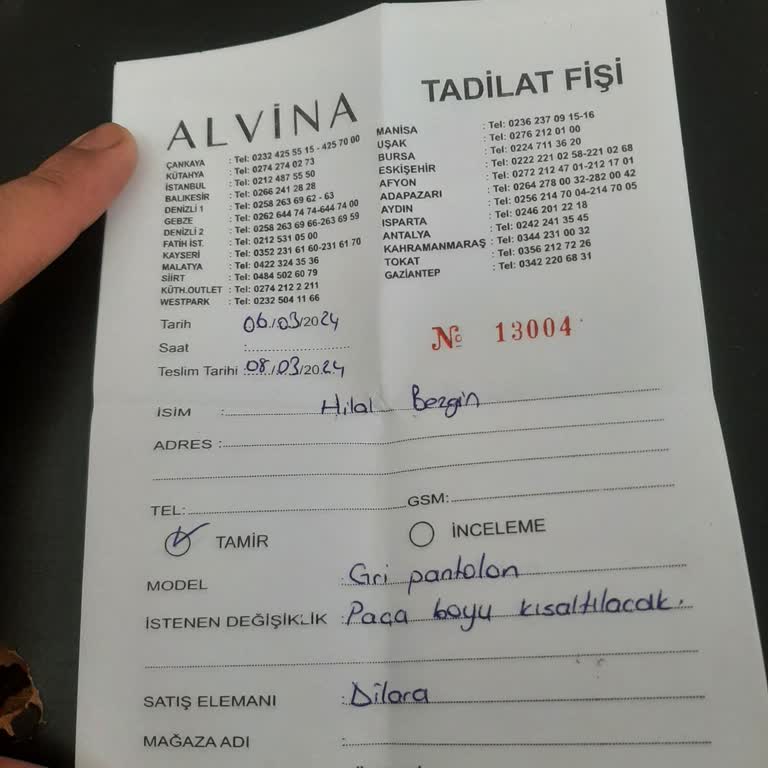 ALVİNA
TADİLAT FİŞİ
ÇANKAYA : Tel: 0232 425 55 15 - 425 70 00
KÜTAHYA : Tel: 0274 274 02 73
İSTANBUL : Tel: 0212 487 55 50
BALIKESİR : Tel: 0266 241 28 28
DENİZLİ 1 : Tel: 0258 263 69 62 - 63
GEBZE : Tel: 0262 644 74 74-644 74 00
DENİZLİ 2 : Tel: 0258 263 69 66-263 69 59
FATİH İST. : Tel: 0212 531 05 00
KAYSERİ : Tel: 0352 231 61 60-231 61 70
MALATYA : Tel: 0422 324 35 36
SİİRT : Tel: 0484 502 60 79
KÜTH.OUTLET : Tel: 0274 212 2 211
WESTPARK : Tel: 0232 504 11 66
MANİSA : Tel: 0236 237 09 15-16
UŞAK : Tel: 0276 212 01 00
BURSA : Tel: 0224 711 36 20
ESKİŞEHİR : Tel: 0222 221 02 58-221 02 68
AFYON : Tel: 0272 212 47 01-212 17 01
ADAPAZARI : Tel: 0264 278 00 32-282 00 42
AYDIN : Tel: 0256 214 70 04-214 70 05
ISPARTA : Tel: 0246 201 22 18
ANTALYA : Tel: 0242 241 35 45
KAHRAMANMARAŞ : Tel: 0344 231 00 32
TOKAT : Tel: 0356 212 72 26
GAZİANTEP : Tel: 0342 220 68 31
Tarih 06/03/2024
№ 13004
Saat :
Teslim Tarihi : 08/03/2024
İSİM : Hilal Bezgin
ADRES :
TEL: GSM:
TAMİR İNCELEME
MODEL : Gri pantolon
İSTENEN DEĞİŞİKLİK : Paça boyu kısaltılacak.
SATIŞ ELEMANI : Dilara
MAĞAZA ADI :